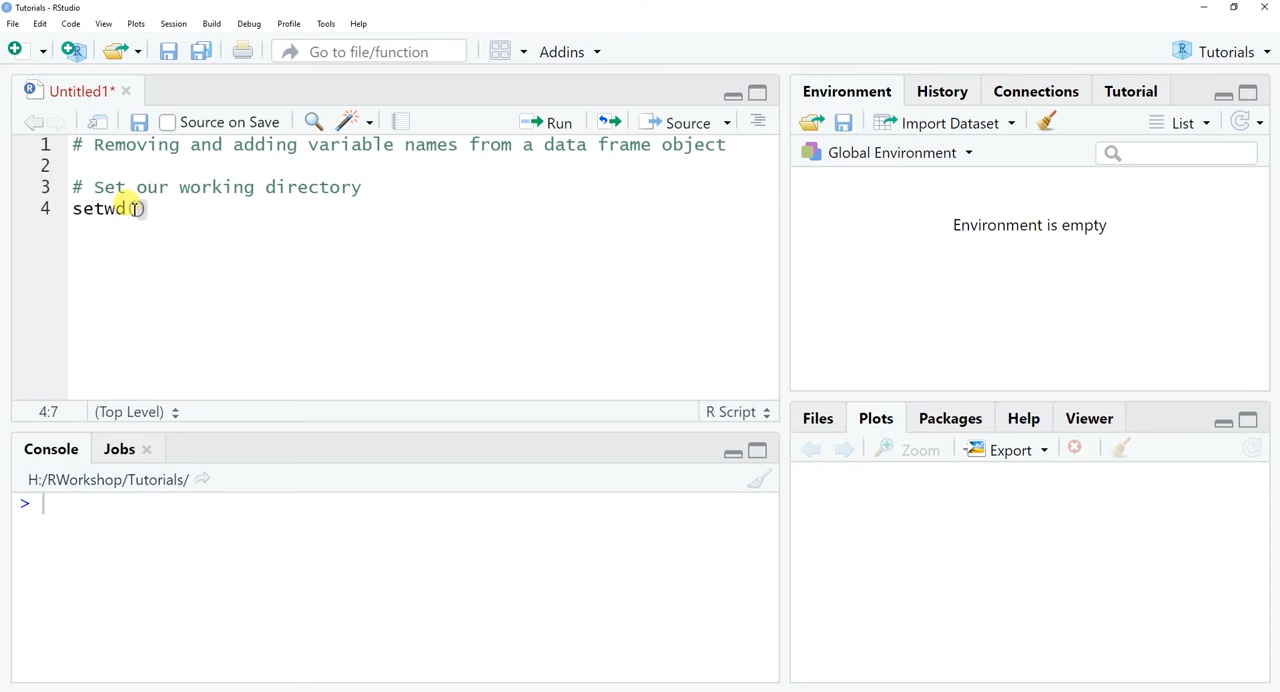 Tutorials - RStudio
File Edit Code View Plots Session Build Debug Profile Tools Help
Go to file/function Addins Tutorials
Untitled1*
Source on Save Run Source
1 # Removing and adding variable names from a data frame object
2
3 # Set our working directory
4 setwd()
4:7 (Top Level) R Script
Console Jobs
H:/RWorkshop/Tutorials/
>
Environment History Connections Tutorial
Import Dataset List
Global Environment
Environment is empty
Files Plots Packages Help Viewer
Zoom Export